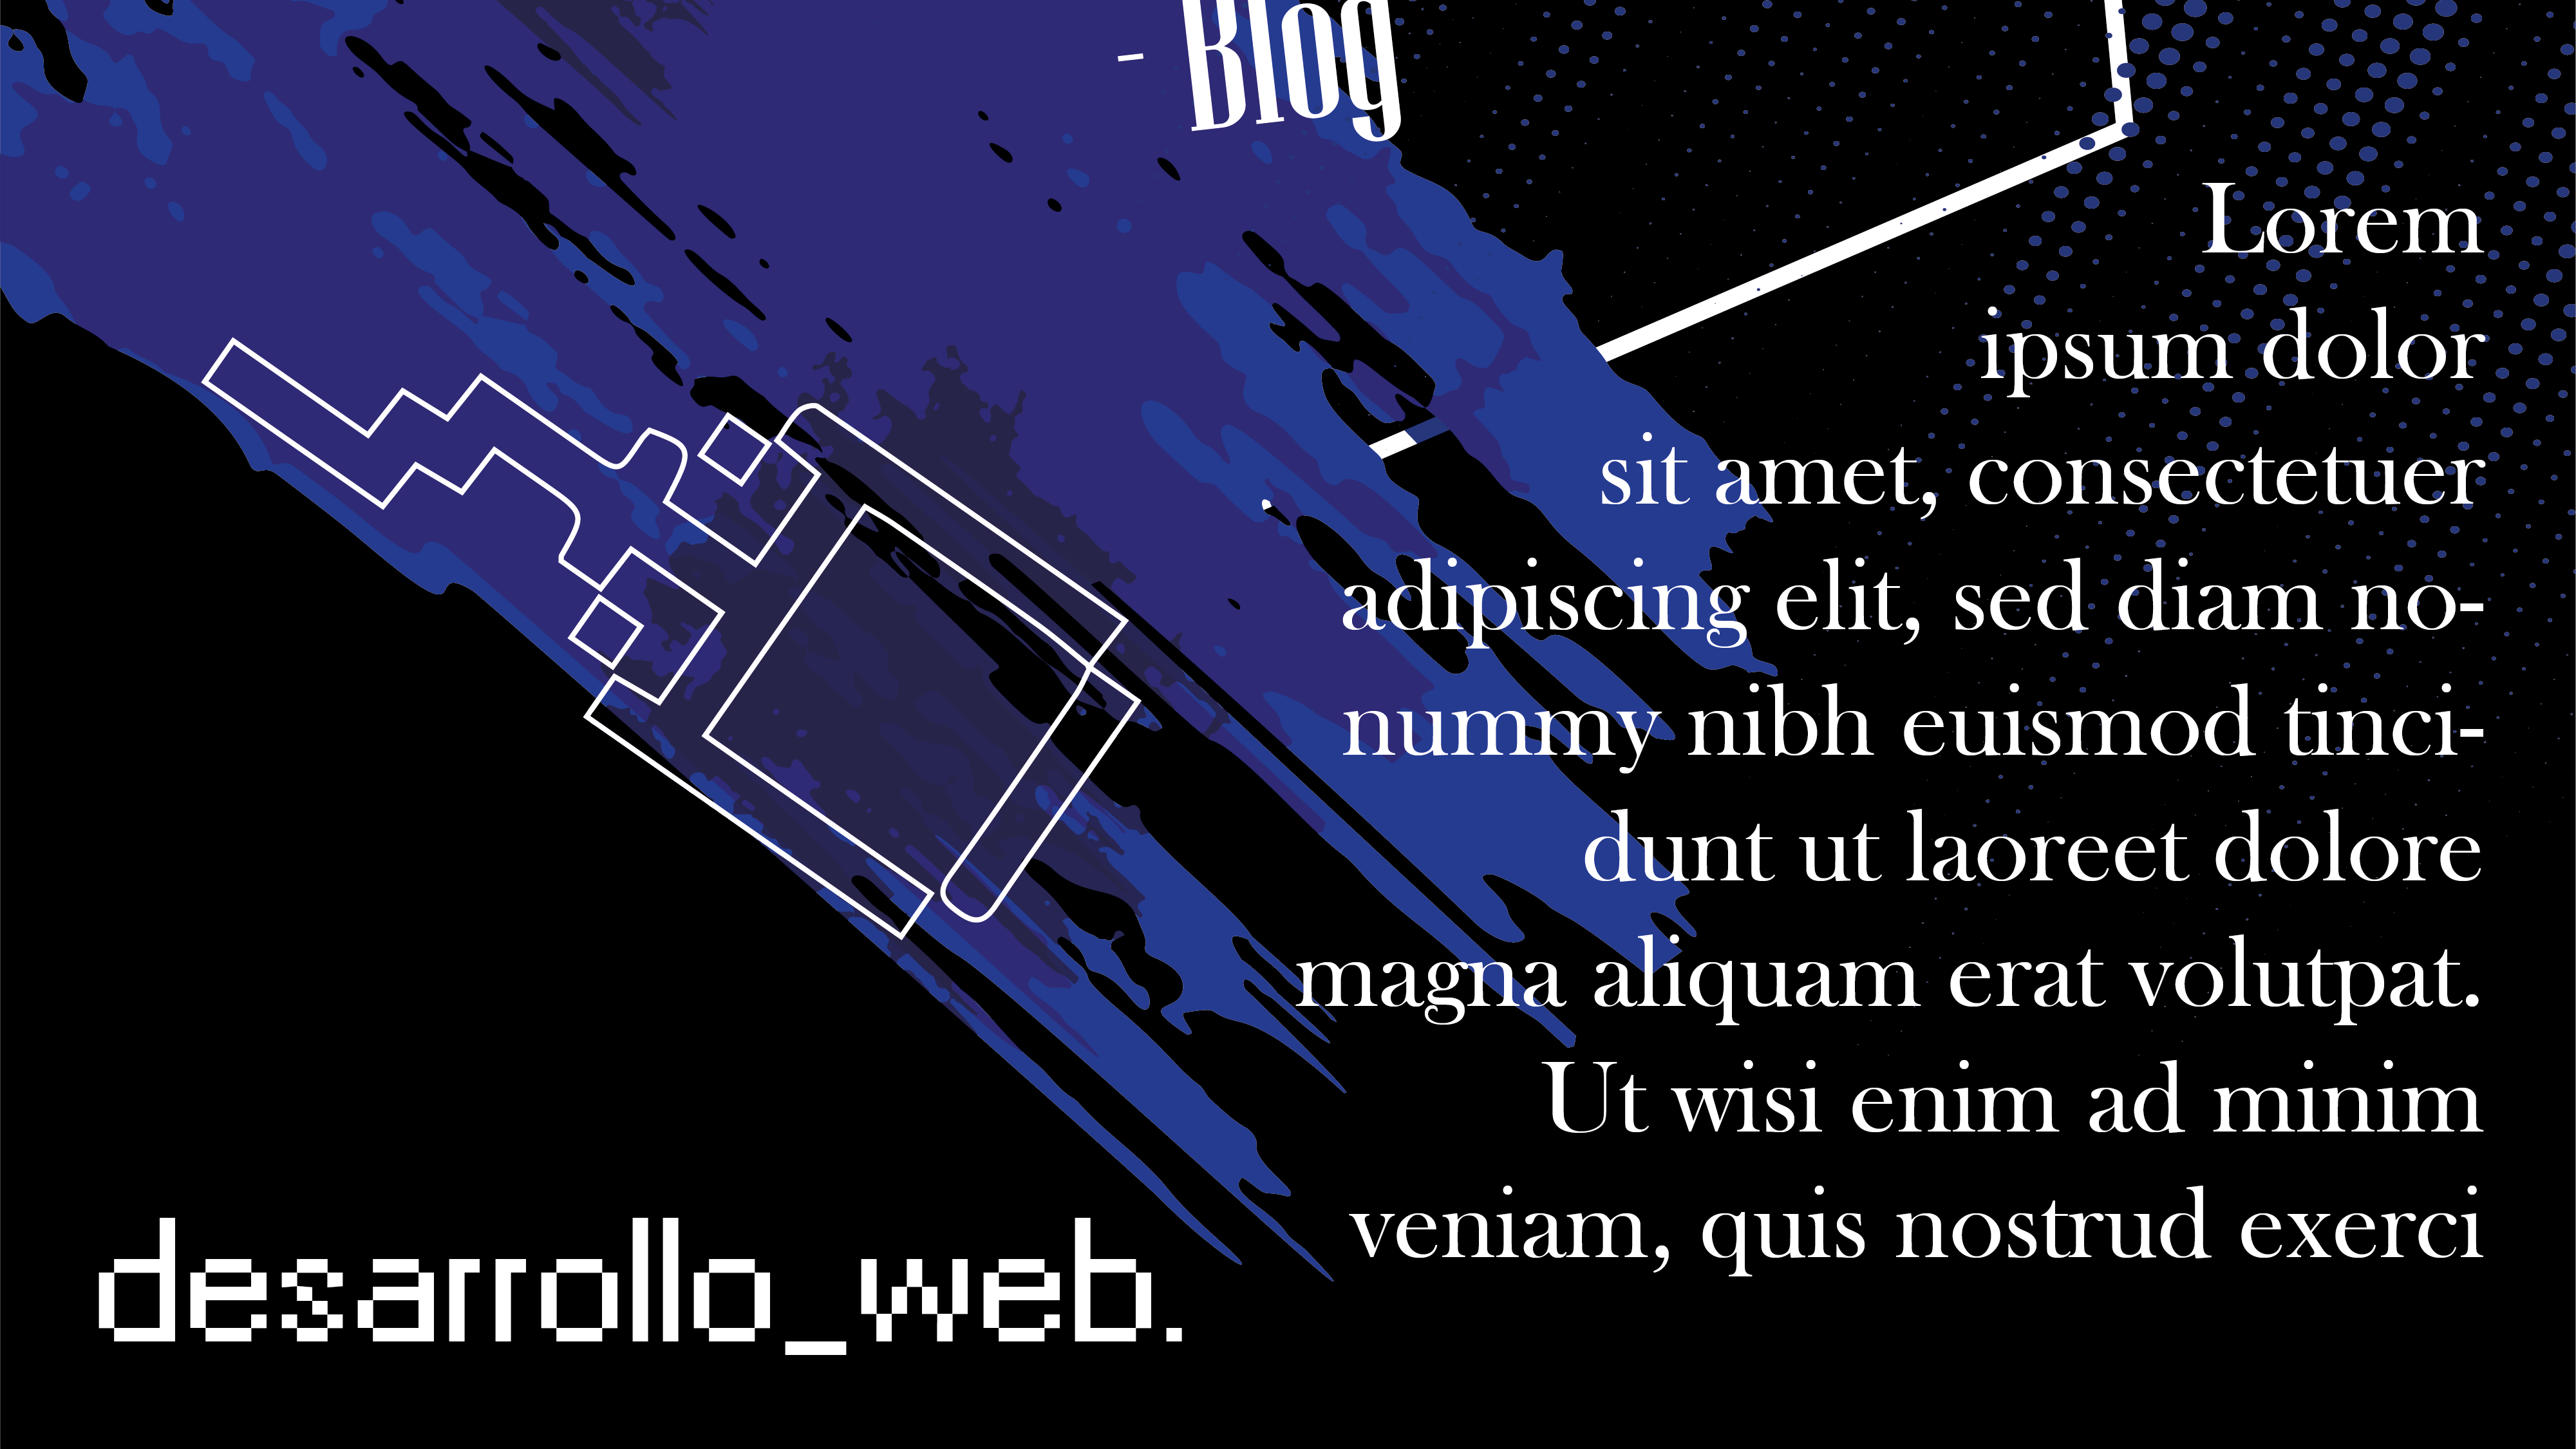 - Blog
Lorem
ipsum dolor
sit amet, consectetuer
adipiscing elit, sed diam no-
nummy nibh euismod tinci-
dunt ut laoreet dolore
magna aliquam erat volutpat.
Ut wisi enim ad minim
veniam, quis nostrud exerci
desarrollo_web.